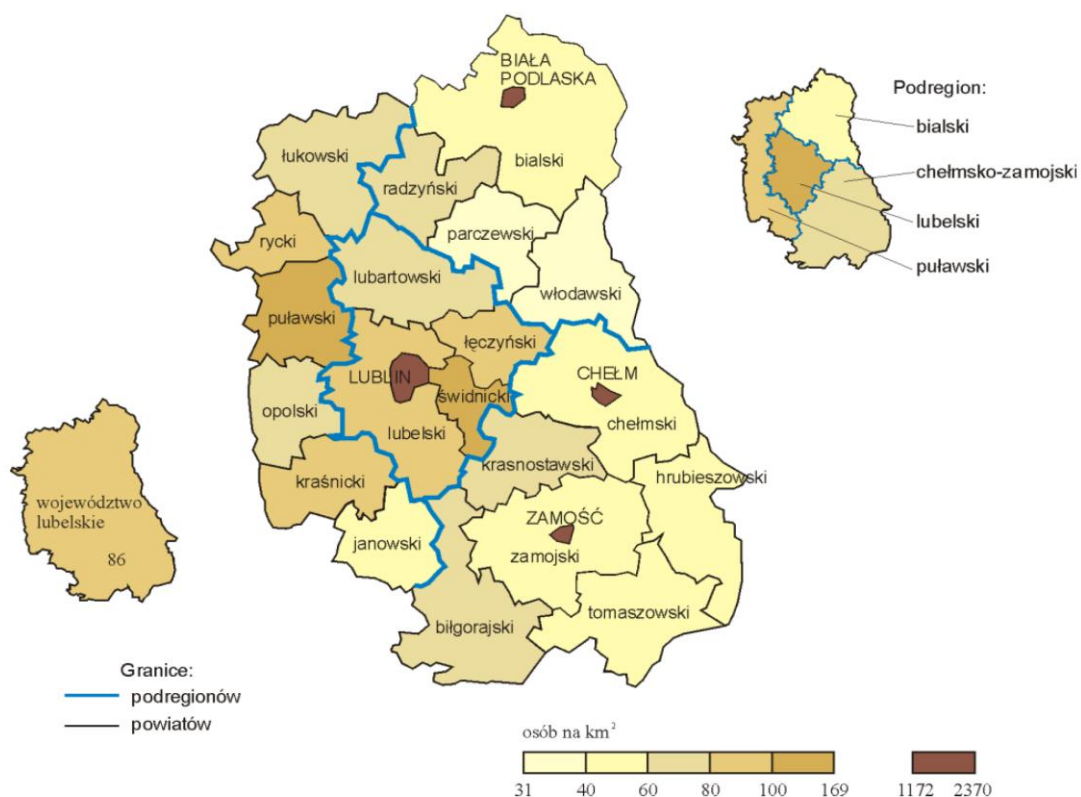 BIAŁA
PODLASKA
bialski
łukowski
radzyński
parczewski
rycki
lubartowski
włodawski
puławski
łęczyński
LUBLIN
CHEŁM
świdnicki
chełmski
opolski
lubelski
krasnostawski
hrubieszowski
kraśnicki
ZAMOŚĆ
janowski
zamojski
tomaszowski
biłgorajski
Podregion:
bialski
chełmsko-zamojski
lubelski
puławski
województwo
lubelskie
86
Granice:
podregionów
powiatów
osób na km²
31 40 60 80 100 169 1172 2370